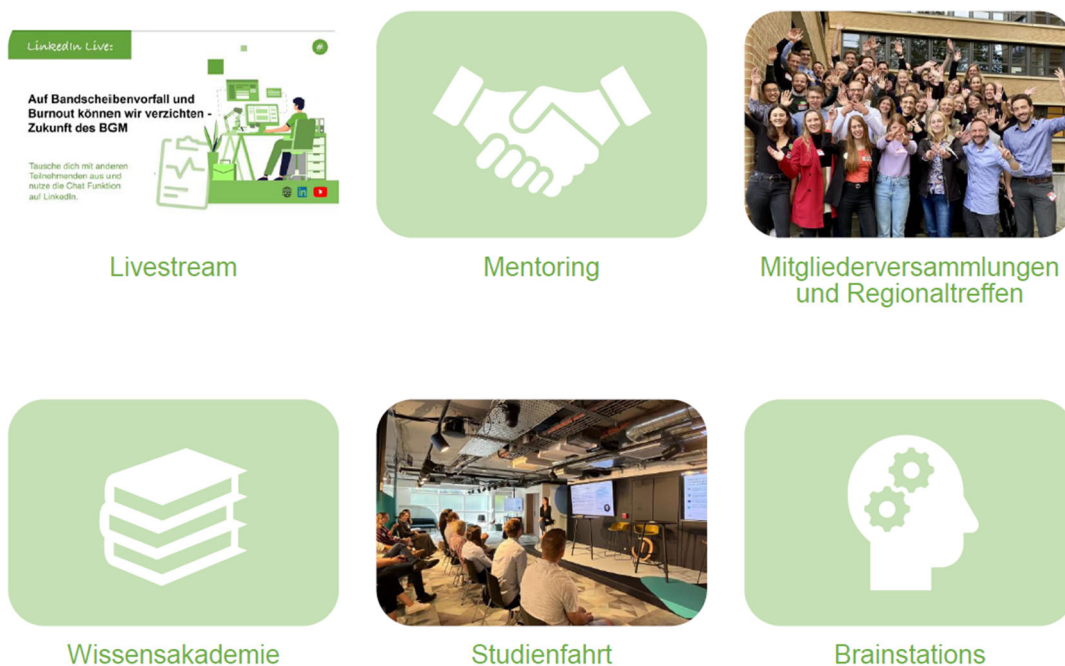 LinkedIn Live:
Auf Bandscheibenvorfall und
Burnout können wir verzichten -
Zukunft des BGM
Tausche dich mit anderen
Teilnehmenden aus und
nutze die Chat Funktion
auf LinkedIn.
in
Livestream
Mentoring
Mitgliederversammlungen
und Regionaltreffen
Wissensakademie
Studienfahrt
Brainstations